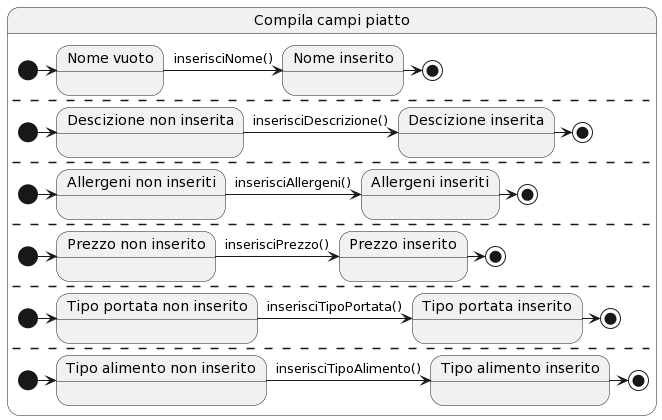 Compila campi piatto
Nome vuoto inserisciNome() Nome inserito
Descizione non inserita inserisciDescrizione() Descizione inserita
Allergeni non inseriti inserisciAllergeni() Allergeni inseriti
Prezzo non inserito inserisciPrezzo() Prezzo inserito
Tipo portata non inserito inserisciTipoPortata() Tipo portata inserito
Tipo alimento non inserito inserisciTipoAlimento() Tipo alimento inserito